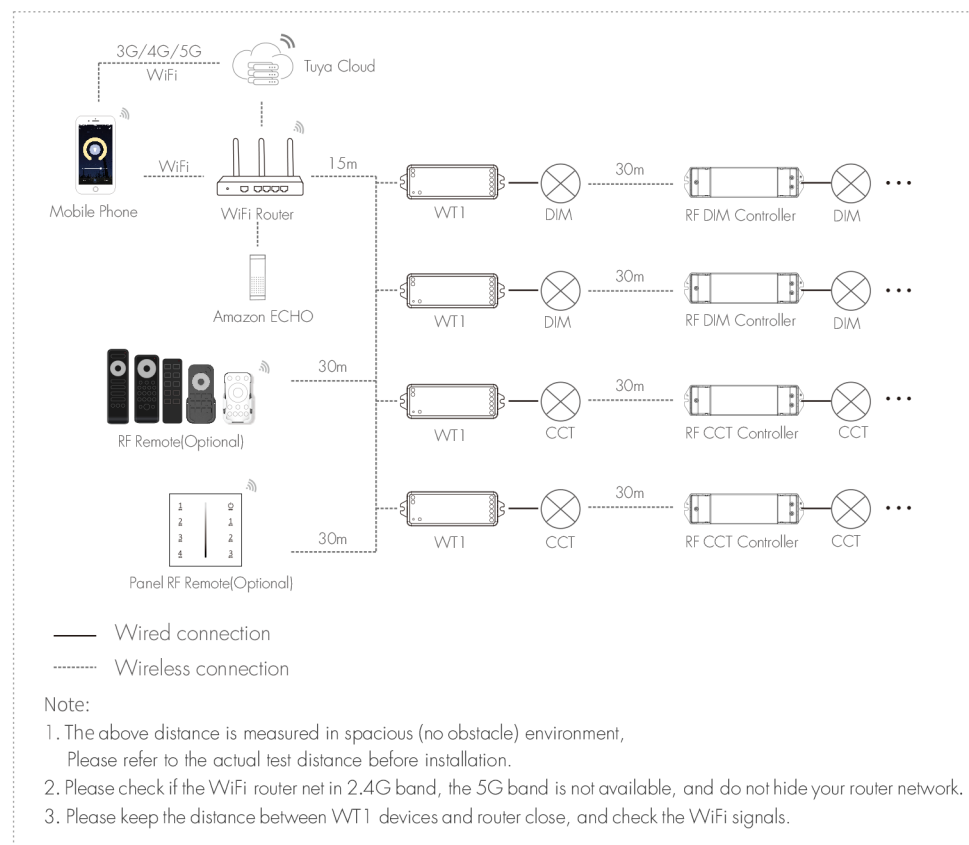 3G/4G/5G
WiFi
Tuya Cloud
WiFi
15m
Mobile Phone
WiFi Router
WT1
DIM
30m
RF DIM Controller
DIM
...
Amazon ECHO
WT1
DIM
30m
RF DIM Controller
DIM
...
30m
RF Remote(Optional)
WT1
CCT
30m
RF CCT Controller
CCT
...
1
2
1
3
2
4
3
30m
Panel RF Remote(Optional)
WT1
CCT
30m
RF CCT Controller
CCT
...
Wired connection
Wireless connection
Note:
1. The above distance is measured in spacious (no obstacle) environment,
Please refer to the actual test distance before installation.
2. Please check if the WiFi router net in 2.4G band, the 5G band is not available, and do not hide your router network.
3. Please keep the distance between WT1 devices and router close, and check the WiFi signals.